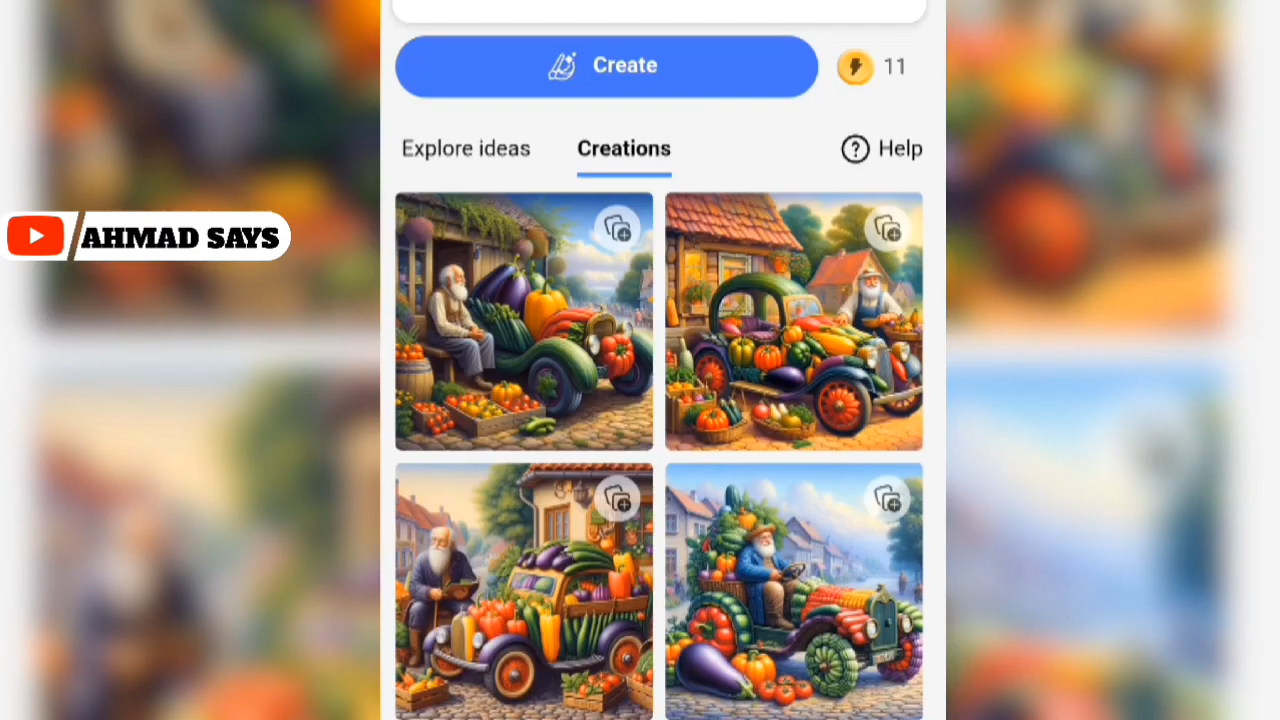 Create
11
Explore ideas
Creations
? Help
AHMAD SAYS